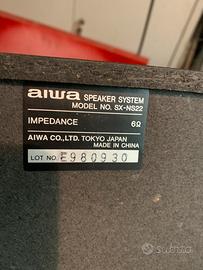 aiwa SPEAKER SYSTEM
MODEL NO. SX-NS22
IMPEDANCE 6Ω
AIWA CO., LTD. TOKYO JAPAN
MADE IN CHINA
LOT NO. E980930
subito